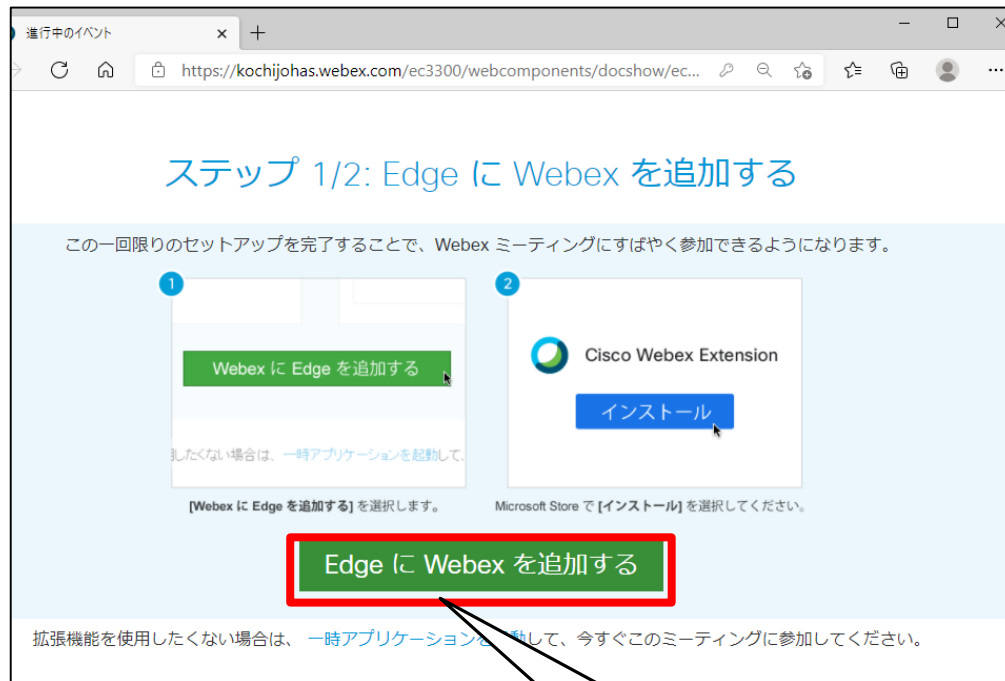 進行中のイベント
https://kochijohas.webex.com/ec3300/webcomponents/docshow/ec...
ステップ 1/2: Edge に Webex を追加する
この一回限りのセットアップを完了することで、Webex ミーティングにすばやく参加できるようになります。
1
2
Webex に Edge を追加する
Cisco Webex Extension
インストール
したくない場合は、一時アプリケーションを起動して、
[Webex に Edge を追加する] を選択します。
Microsoft Store で [インストール] を選択してください。
Edge に Webex を追加する
拡張機能を使用したくない場合は、 一時アプリケーションを 動して、今すぐこのミーティングに参加してください。